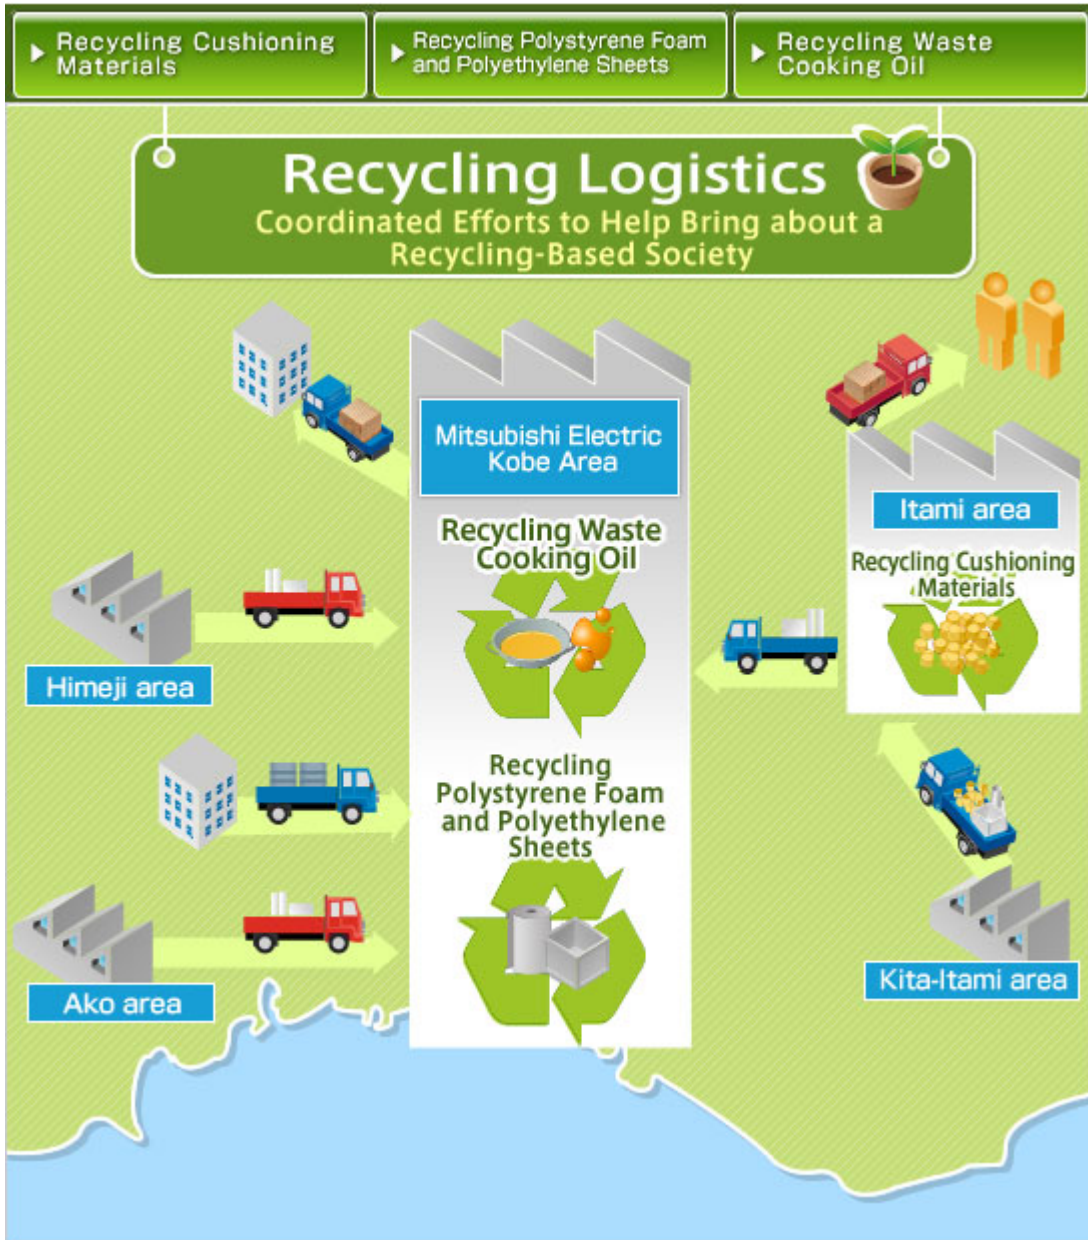 Recycling Cushioning
Materials
Recycling Polystyrene Foam
and Polyethylene Sheets
Recycling Waste
Cooking Oil
Recycling Logistics
Coordinated Efforts to Help Bring about a
Recycling-Based Society
Mitsubishi Electric
Kobe Area
Recycling Waste
Cooking Oil
Itami area
Recycling Cushioning
Materials
Himeji area
Recycling
Polystyrene Foam
and Polyethylene
Sheets
Ako area
Kita-Itami area